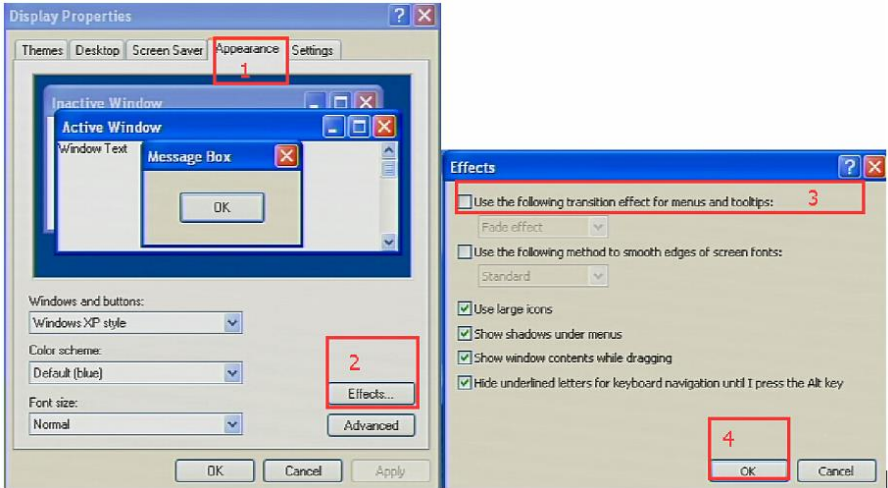 Display Properties
Themes Desktop Screen Saver Appearance Settings
1
Inactive Window
Active Window
Window Text
Message Box
OK
Windows and buttons:
Windows XP style
Color scheme:
Default (blue)
2
Effects...
Font size:
Normal
Advanced
OK Cancel Apply
Effects
Use the following transition effect for menus and tooltips:
3
Fade effect
Use the following method to smooth edges of screen fonts:
Standard
Use large icons
Show shadows under menus
Show window contents while dragging
Hide underlined letters for keyboard navigation until I press the Alt key
4
OK Cancel